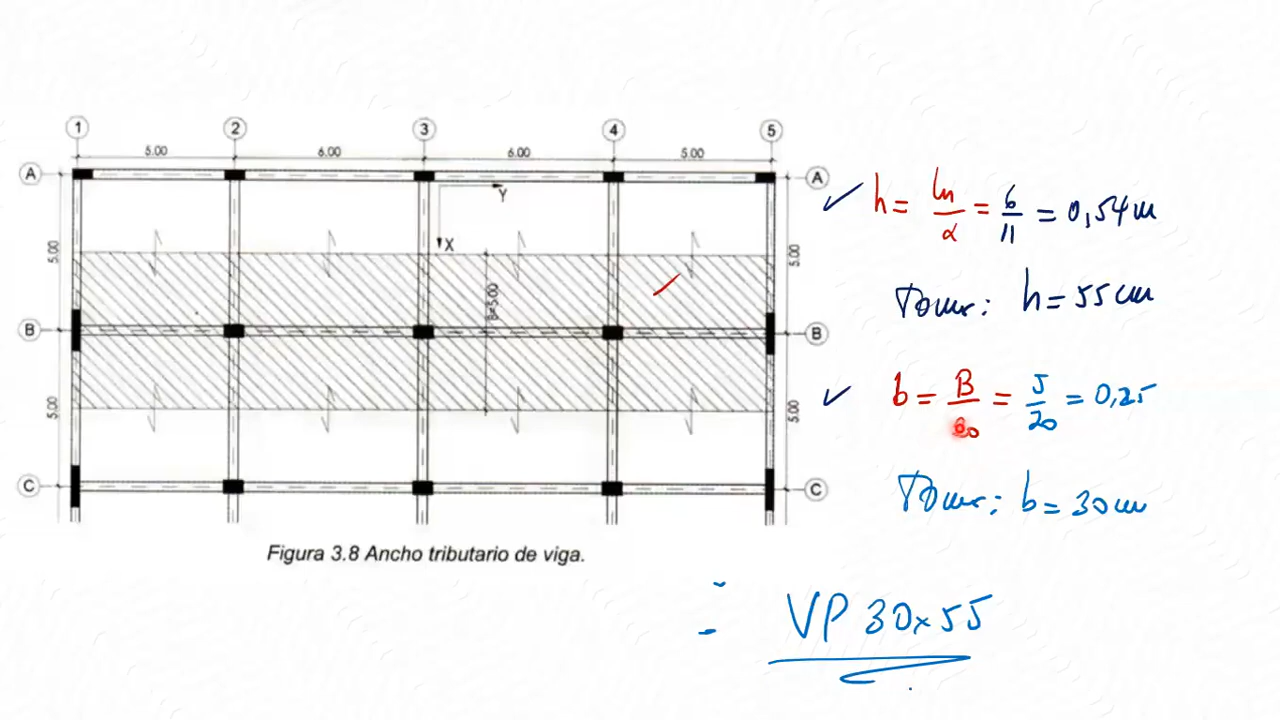 1 2 3 4 5
5.00 6.00 6.00 5.00
A A
Y
X
5.00 5.00
B=5.00
B B
5.00 5.00
C C
Figura 3.8 Ancho tributario de viga.
h = ln/α = 6/11 = 0,54 m
h = 55 cm
b = B/20 = 5/20 = 0,25
b = 30 cm
∴ VP 30x55